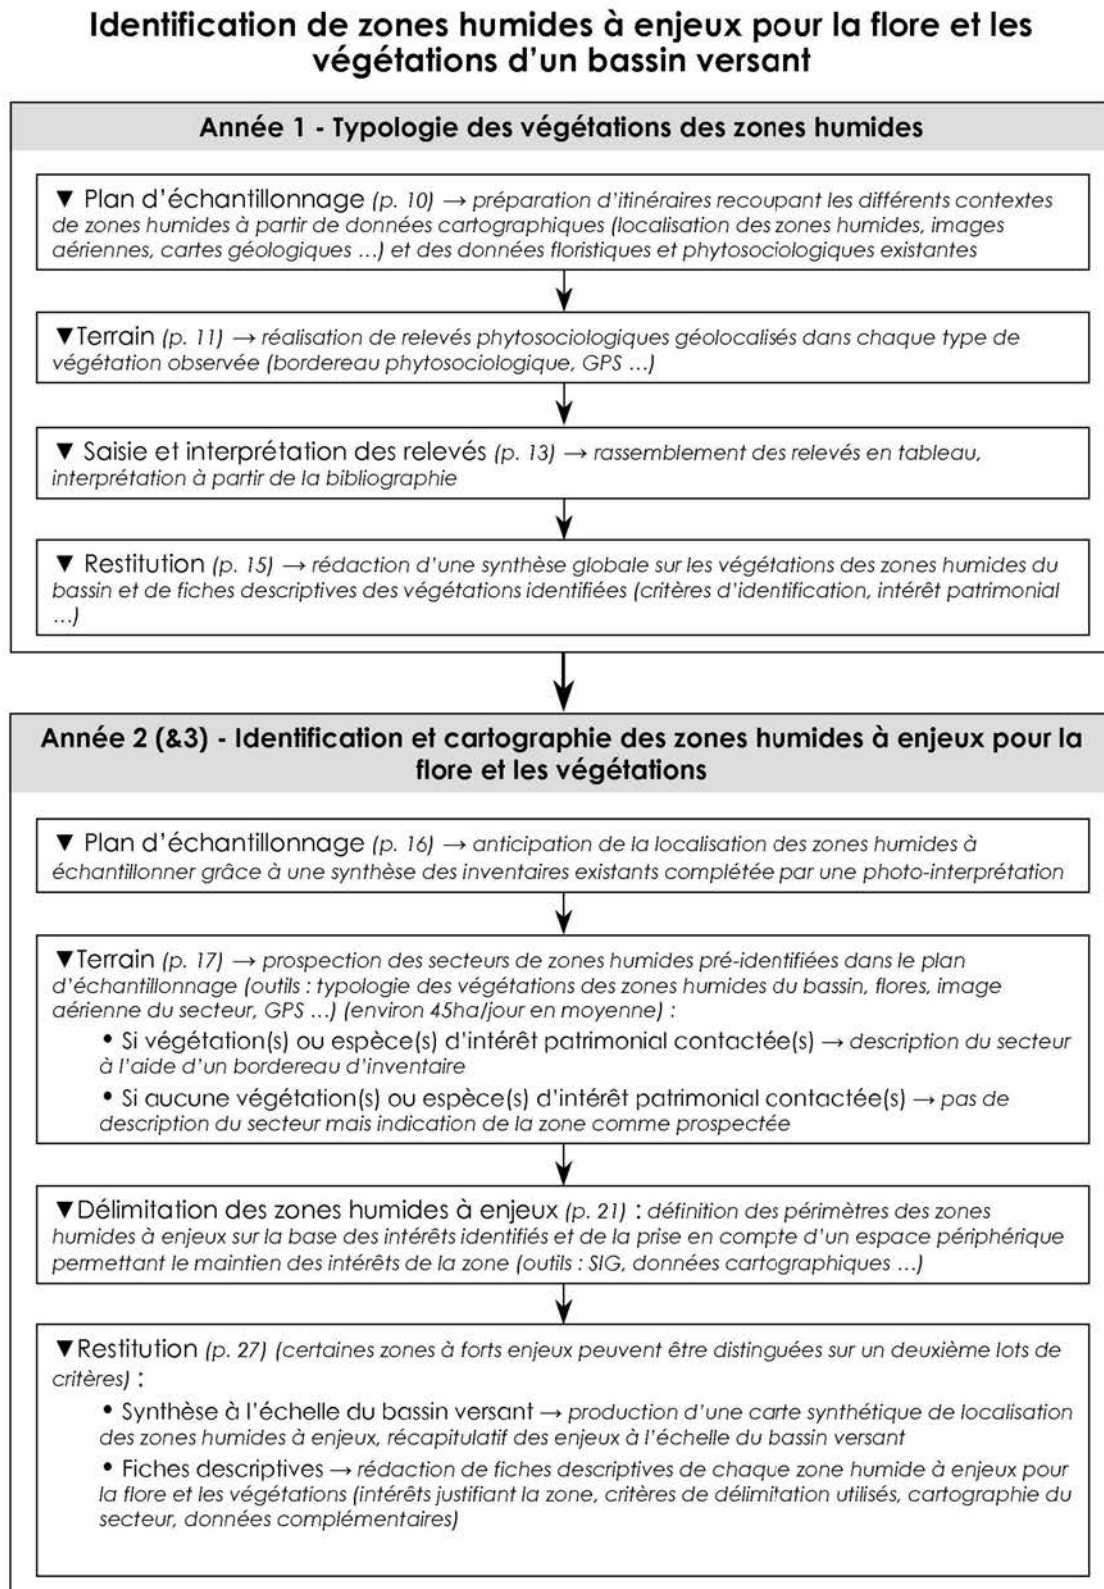 Identification de zones humides à enjeux pour la flore et les
végétations d'un bassin versant
Année 1 - Typologie des végétations des zones humides
▼ Plan d'échantillonnage (p. 10) → préparation d'itinéraires recoupant les différents contextes
de zones humides à partir de données cartographiques (localisation des zones humides, images
aériennes, cartes géologiques ...) et des données floristiques et phytosociologiques existantes
▼Terrain (p. 11) → réalisation de relevés phytosociologiques géolocalisés dans chaque type de
végétation observée (bordereau phytosociologique, GPS ...)
▼ Saisie et interprétation des relevés (p. 13) → rassemblement des relevés en tableau,
interprétation à partir de la bibliographie
▼ Restitution (p. 15) → rédaction d'une synthèse globale sur les végétations des zones humides du
bassin et de fiches descriptives des végétations identifiées (critères d'identification, intérêt patrimonial
...)
Année 2 (&3) - Identification et cartographie des zones humides à enjeux pour la
flore et les végétations
▼ Plan d'échantillonnage (p. 16) → anticipation de la localisation des zones humides à
échantillonner grâce à une synthèse des inventaires existants complétée par une photo-interprétation
▼Terrain (p. 17) → prospection des secteurs de zones humides pré-identifiées dans le plan
d'échantillonnage (outils : typologie des végétations des zones humides du bassin, flores, image
aérienne du secteur, GPS ...) (environ 45ha/jour en moyenne) :
• Si végétation(s) ou espèce(s) d'intérêt patrimonial contactée(s) → description du secteur
à l'aide d'un bordereau d'inventaire
• Si aucune végétation(s) ou espèce(s) d'intérêt patrimonial contactée(s) → pas de
description du secteur mais indication de la zone comme prospectée
▼Délimitation des zones humides à enjeux (p. 21) : définition des périmètres des zones
humides à enjeux sur la base des intérêts identifiés et de la prise en compte d'un espace périphérique
permettant le maintien des intérêts de la zone (outils : SIG, données cartographiques ...)
▼Restitution (p. 27) (certaines zones à forts enjeux peuvent être distinguées sur un deuxième lots de
critères) :
• Synthèse à l'échelle du bassin versant → production d'une carte synthétique de localisation
des zones humides à enjeux, récapitulatif des enjeux à l'échelle du bassin versant
• Fiches descriptives → rédaction de fiches descriptives de chaque zone humide à enjeux pour
la flore et les végétations (intérêts justifiant la zone, critères de délimitation utilisés, cartographie du
secteur, données complémentaires)